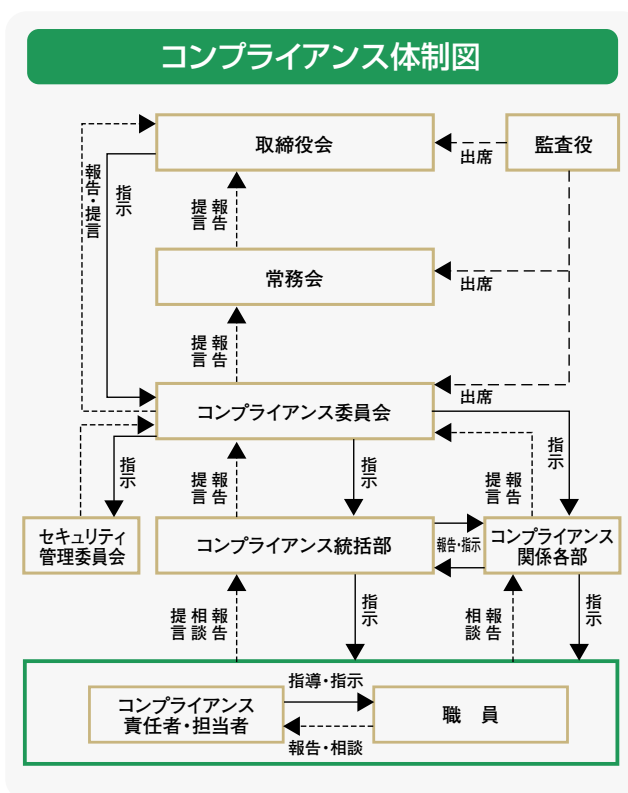 コンプライアンス体制図
取締役会
監査役
出席
報告・提言
指示
報告
提言
常務会
出席
報告
提言
コンプライアンス委員会
出席
指示
報告
提言
指示
報告
提言
指示
セキュリティ
管理委員会
コンプライアンス統括部
報告・指示
コンプライアンス
関係各部
報告
相談
提言
指示
報告
相談
指示
コンプライアンス
責任者・担当者
指導・指示
職　員
報告・相談